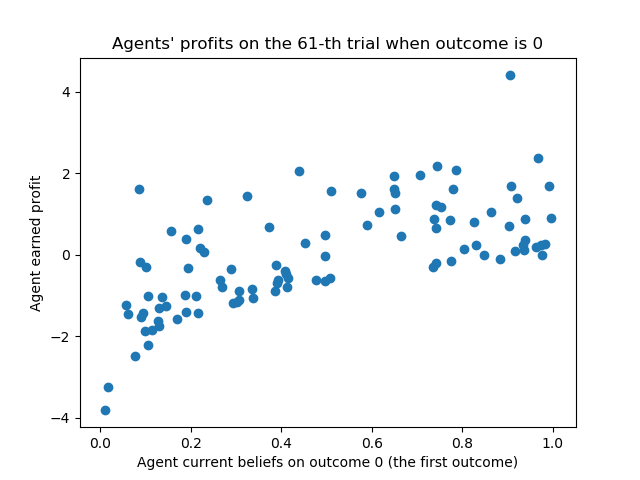 Agents' profits on the 61-th trial when outcome is 0
Agent earned profit
4
2
0
−2
−4
0.0 0.2 0.4 0.6 0.8 1.0
Agent current beliefs on outcome 0 (the first outcome)